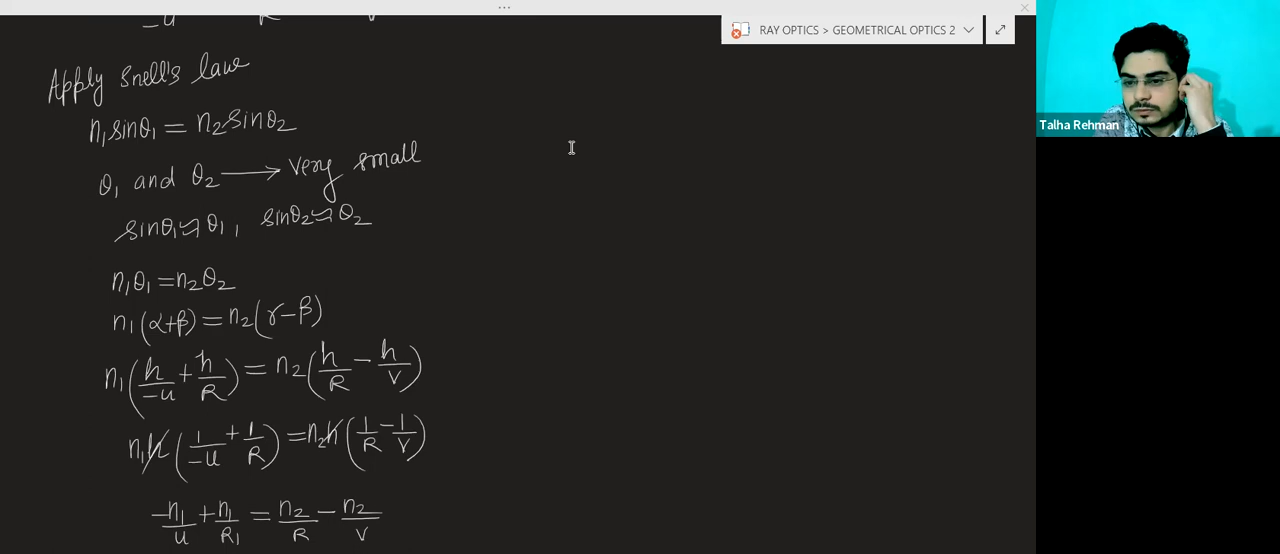 RAY OPTICS > GEOMETRICAL OPTICS 2
Talha Rehman
-u R v
Apply Snell's law
n₁sinθ₁ = n₂sinθ₂
θ₁ and θ₂ → very small
sinθ₁ ≈ θ₁, sinθ₂ ≈ θ₂
n₁θ₁ = n₂θ₂
n₁(α+β) = n₂(γ-β)
n₁(h/-u + h/R) = n₂(h/R - h/v)
n₁h(1/-u + 1/R) = n₂h(1/R - 1/v)
-n₁/u + n₁/R₁ = n₂/R - n₂/v